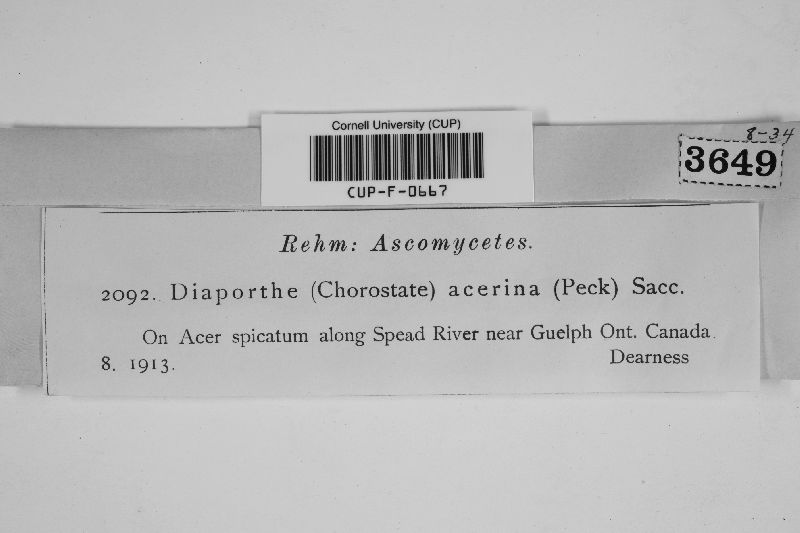 Cornell University (CUP)
CUP-F-0667
8-34
3649
Rehm: Ascomycetes.
2092. Diaporthe (Chorostate) acerina (Peck) Sacc.
On Acer spicatum along Spead River near Guelph Ont. Canada.
8. 1913. Dearness